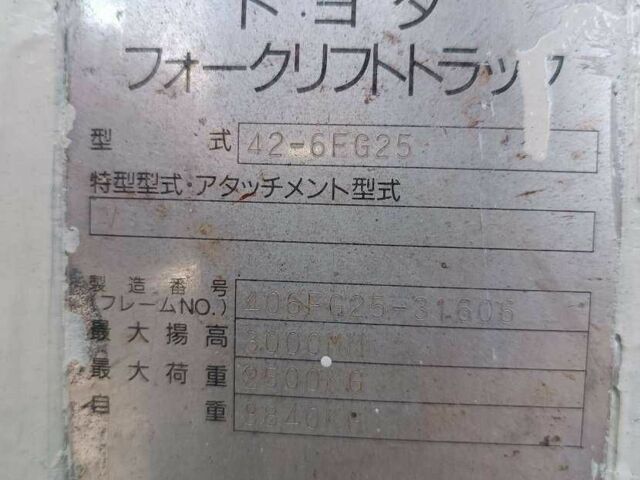 トヨタ
フォークリフトトラック
型式 42-6FG25
特型型式・アタッチメント型式
製造番号
(フレームNO.) 406FG25-31606
最大揚高 3000MM
最大荷重 2500KG
自重